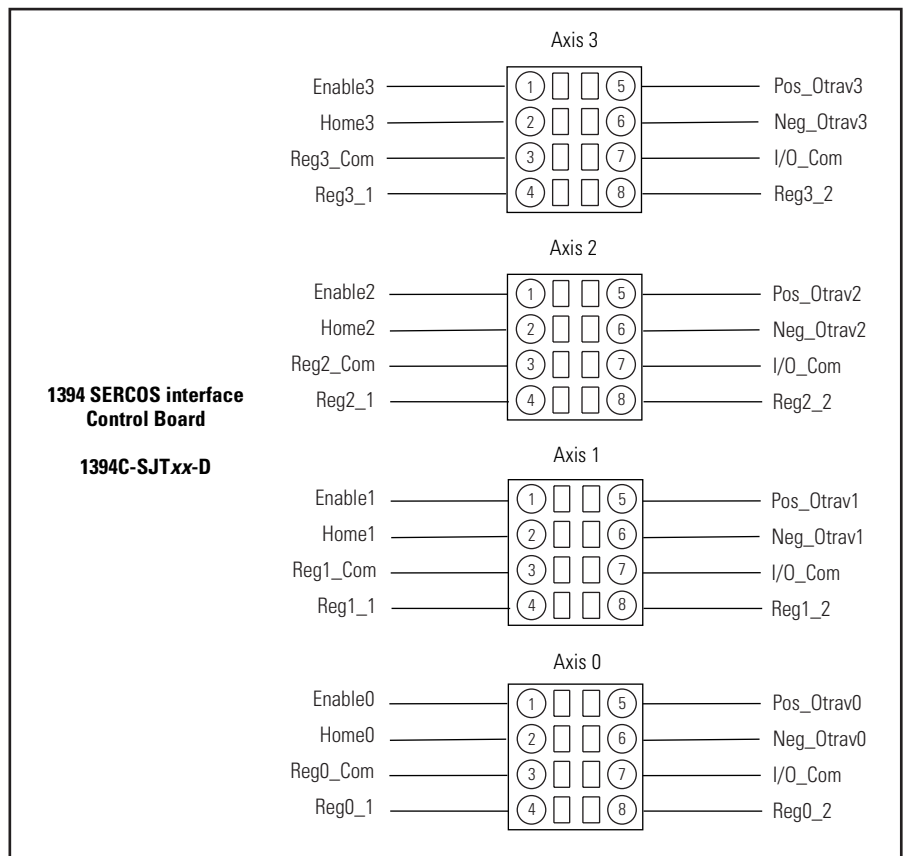 Axis 3
Enable3 1 5 Pos_Otrav3
Home3 2 6 Neg_Otrav3
Reg3_Com 3 7 I/O_Com
Reg3_1 4 8 Reg3_2
Axis 2
Enable2 1 5 Pos_Otrav2
Home2 2 6 Neg_Otrav2
Reg2_Com 3 7 I/O_Com
Reg2_1 4 8 Reg2_2
1394 SERCOS interface
Control Board
1394C-SJTxx-D
Axis 1
Enable1 1 5 Pos_Otrav1
Home1 2 6 Neg_Otrav1
Reg1_Com 3 7 I/O_Com
Reg1_1 4 8 Reg1_2
Axis 0
Enable0 1 5 Pos_Otrav0
Home0 2 6 Neg_Otrav0
Reg0_Com 3 7 I/O_Com
Reg0_1 4 8 Reg0_2